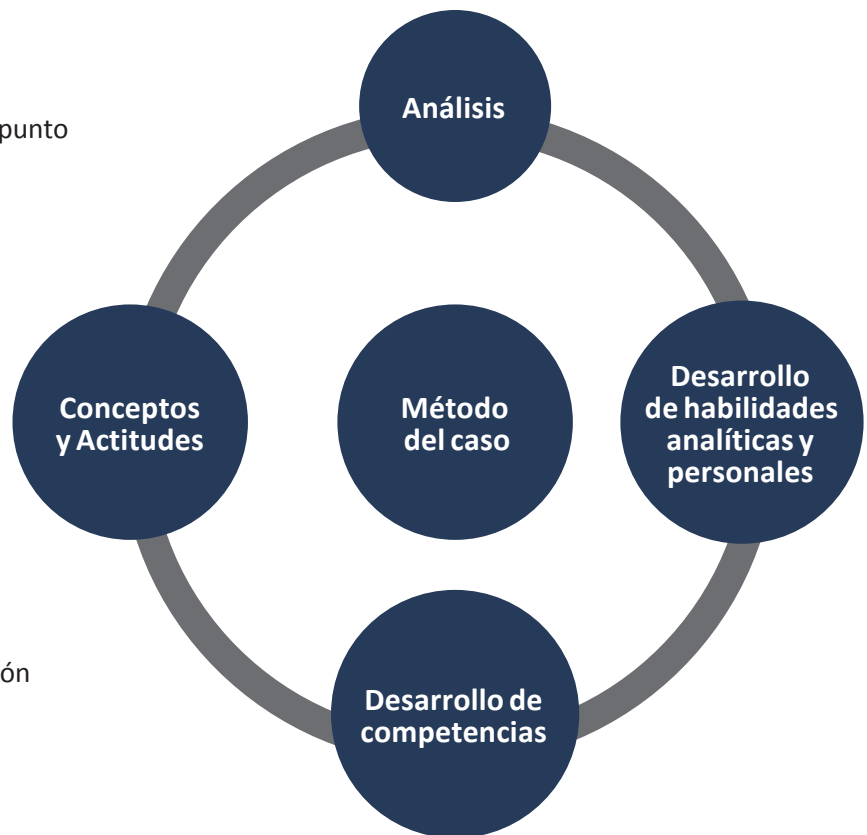 Análisis
punto
Conceptos
y Actitudes
Método
del caso
Desarrollo
de habilidades
analíticas y
personales
ón
Desarrollo de
competencias